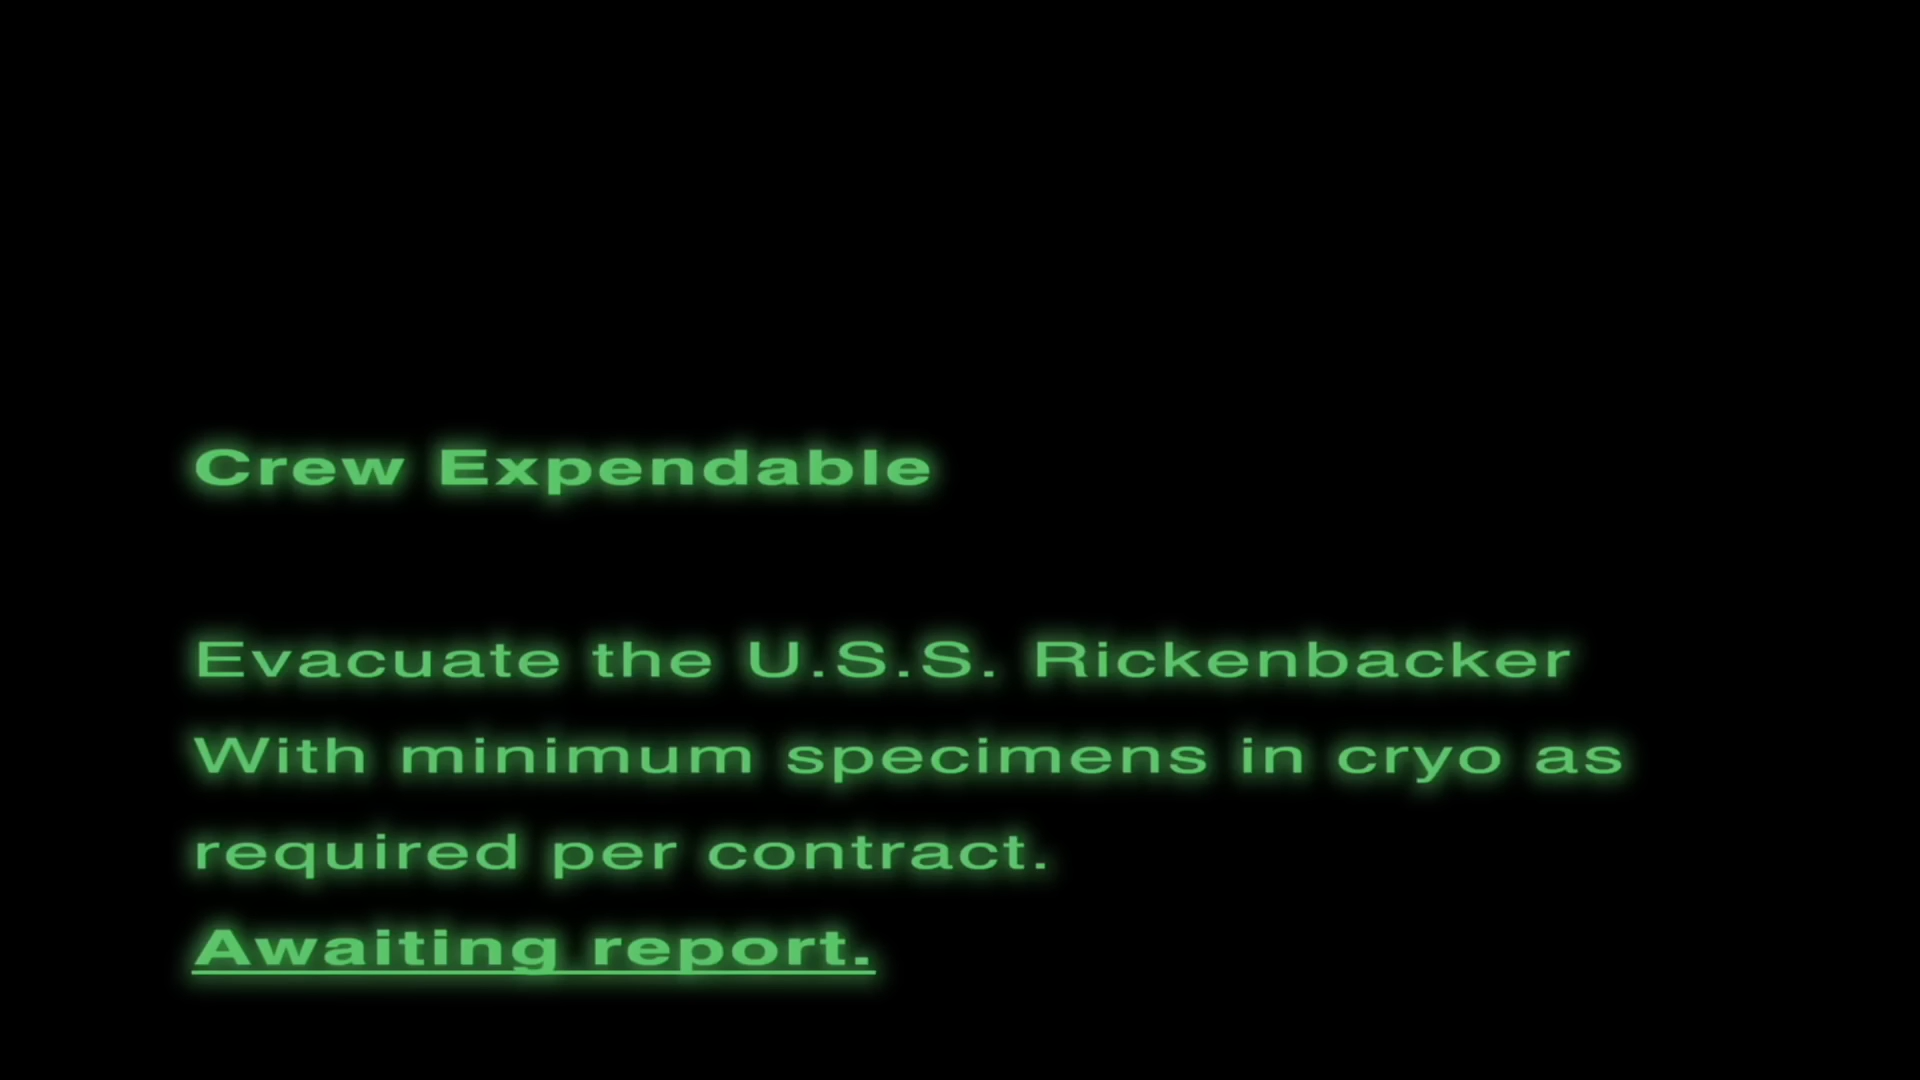 Crew Expendable
Evacuate the U.S.S. Rickenbacker
With minimum specimens in cryo as
required per contract.
Awaiting report.